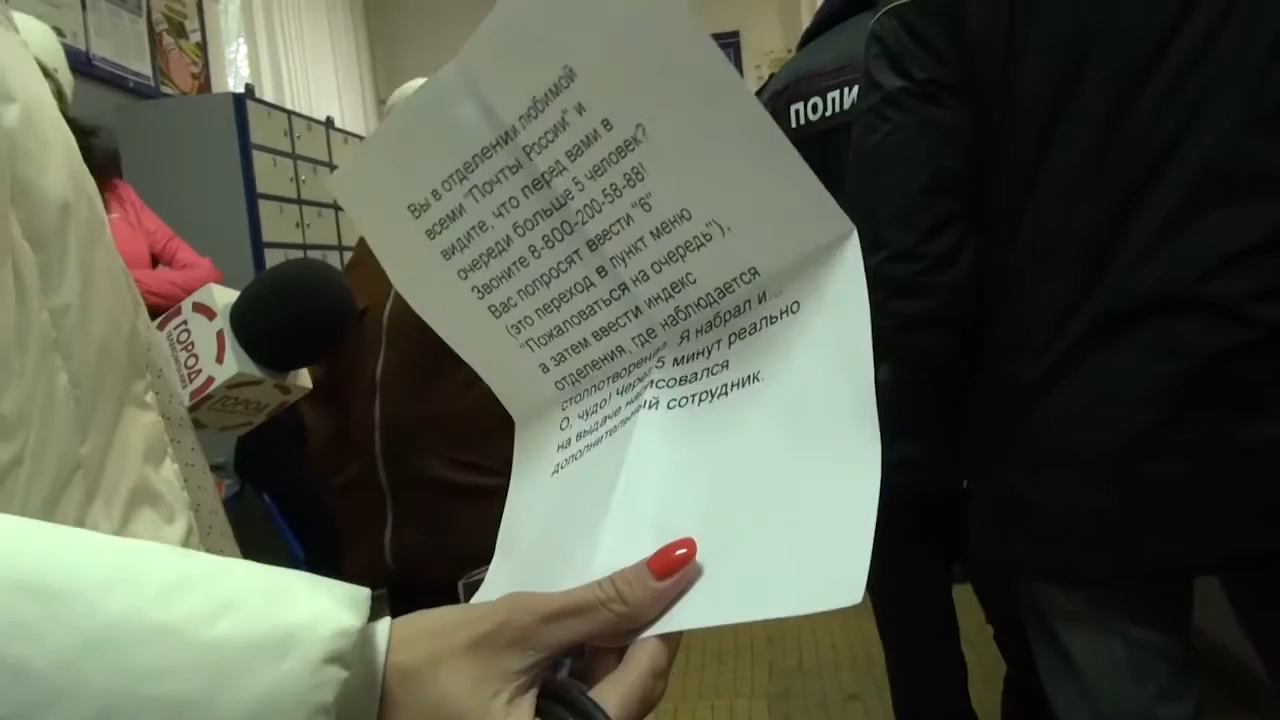 Вы в отделении любимой
всеми "Почты России" и
видите, что перед вами в
очереди больше 5 человек?
Звоните 8-800-200-58-88!
Вас попросят ввести "6"
(это переход в пункт меню
"Пожаловаться на очередь"),
а затем ввести индекс
отделения, где наблюдается
столпотворение. Я набрал и...
О, чудо! Через 5 минут реально
на выдаче нарисовался
дополнительный сотрудник.
ПОЛИ
ГОРОД
ГОРОД